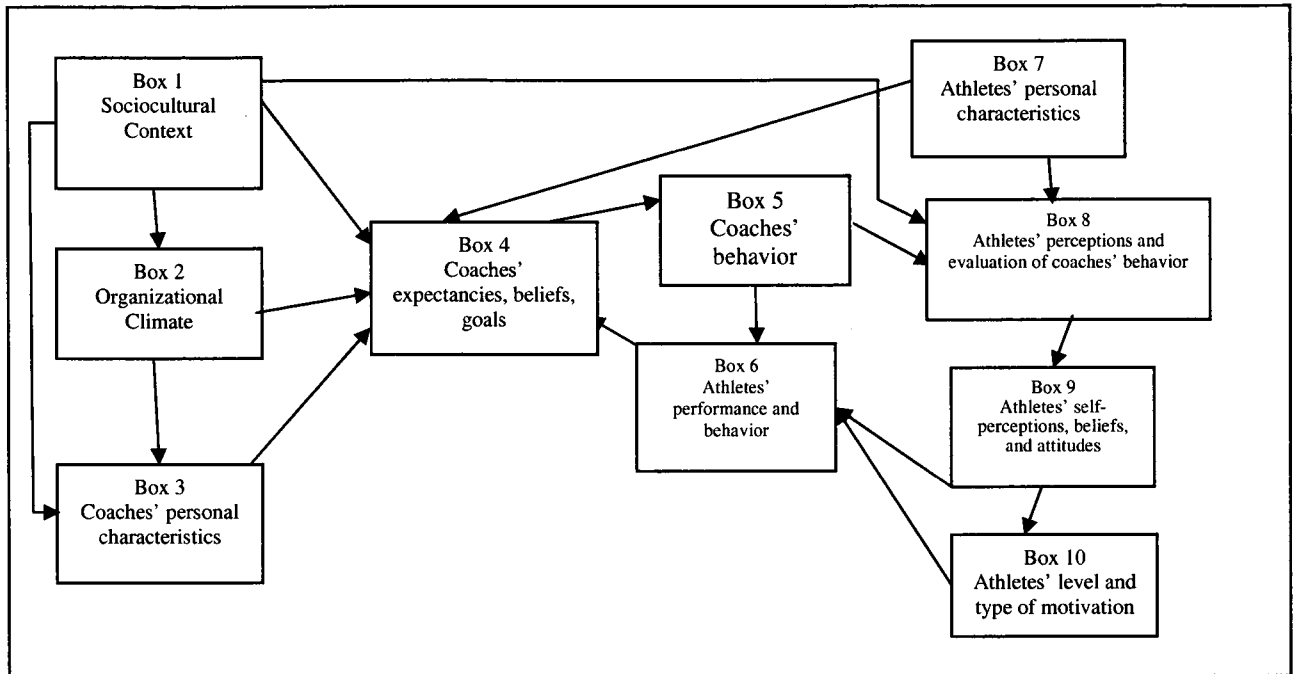 Box 1
Sociocultural
Context
Box 2
Organizational
Climate
Box 3
Coaches' personal
characteristics
Box 4
Coaches'
expectancies, beliefs,
goals
Box 5
Coaches'
behavior
Box 6
Athletes'
performance and
behavior
Box 7
Athletes' personal
characteristics
Box 8
Athletes' perceptions and
evaluation of coaches' behavior
Box 9
Athletes' self-
perceptions, beliefs,
and attitudes
Box 10
Athletes' level and
type of motivation